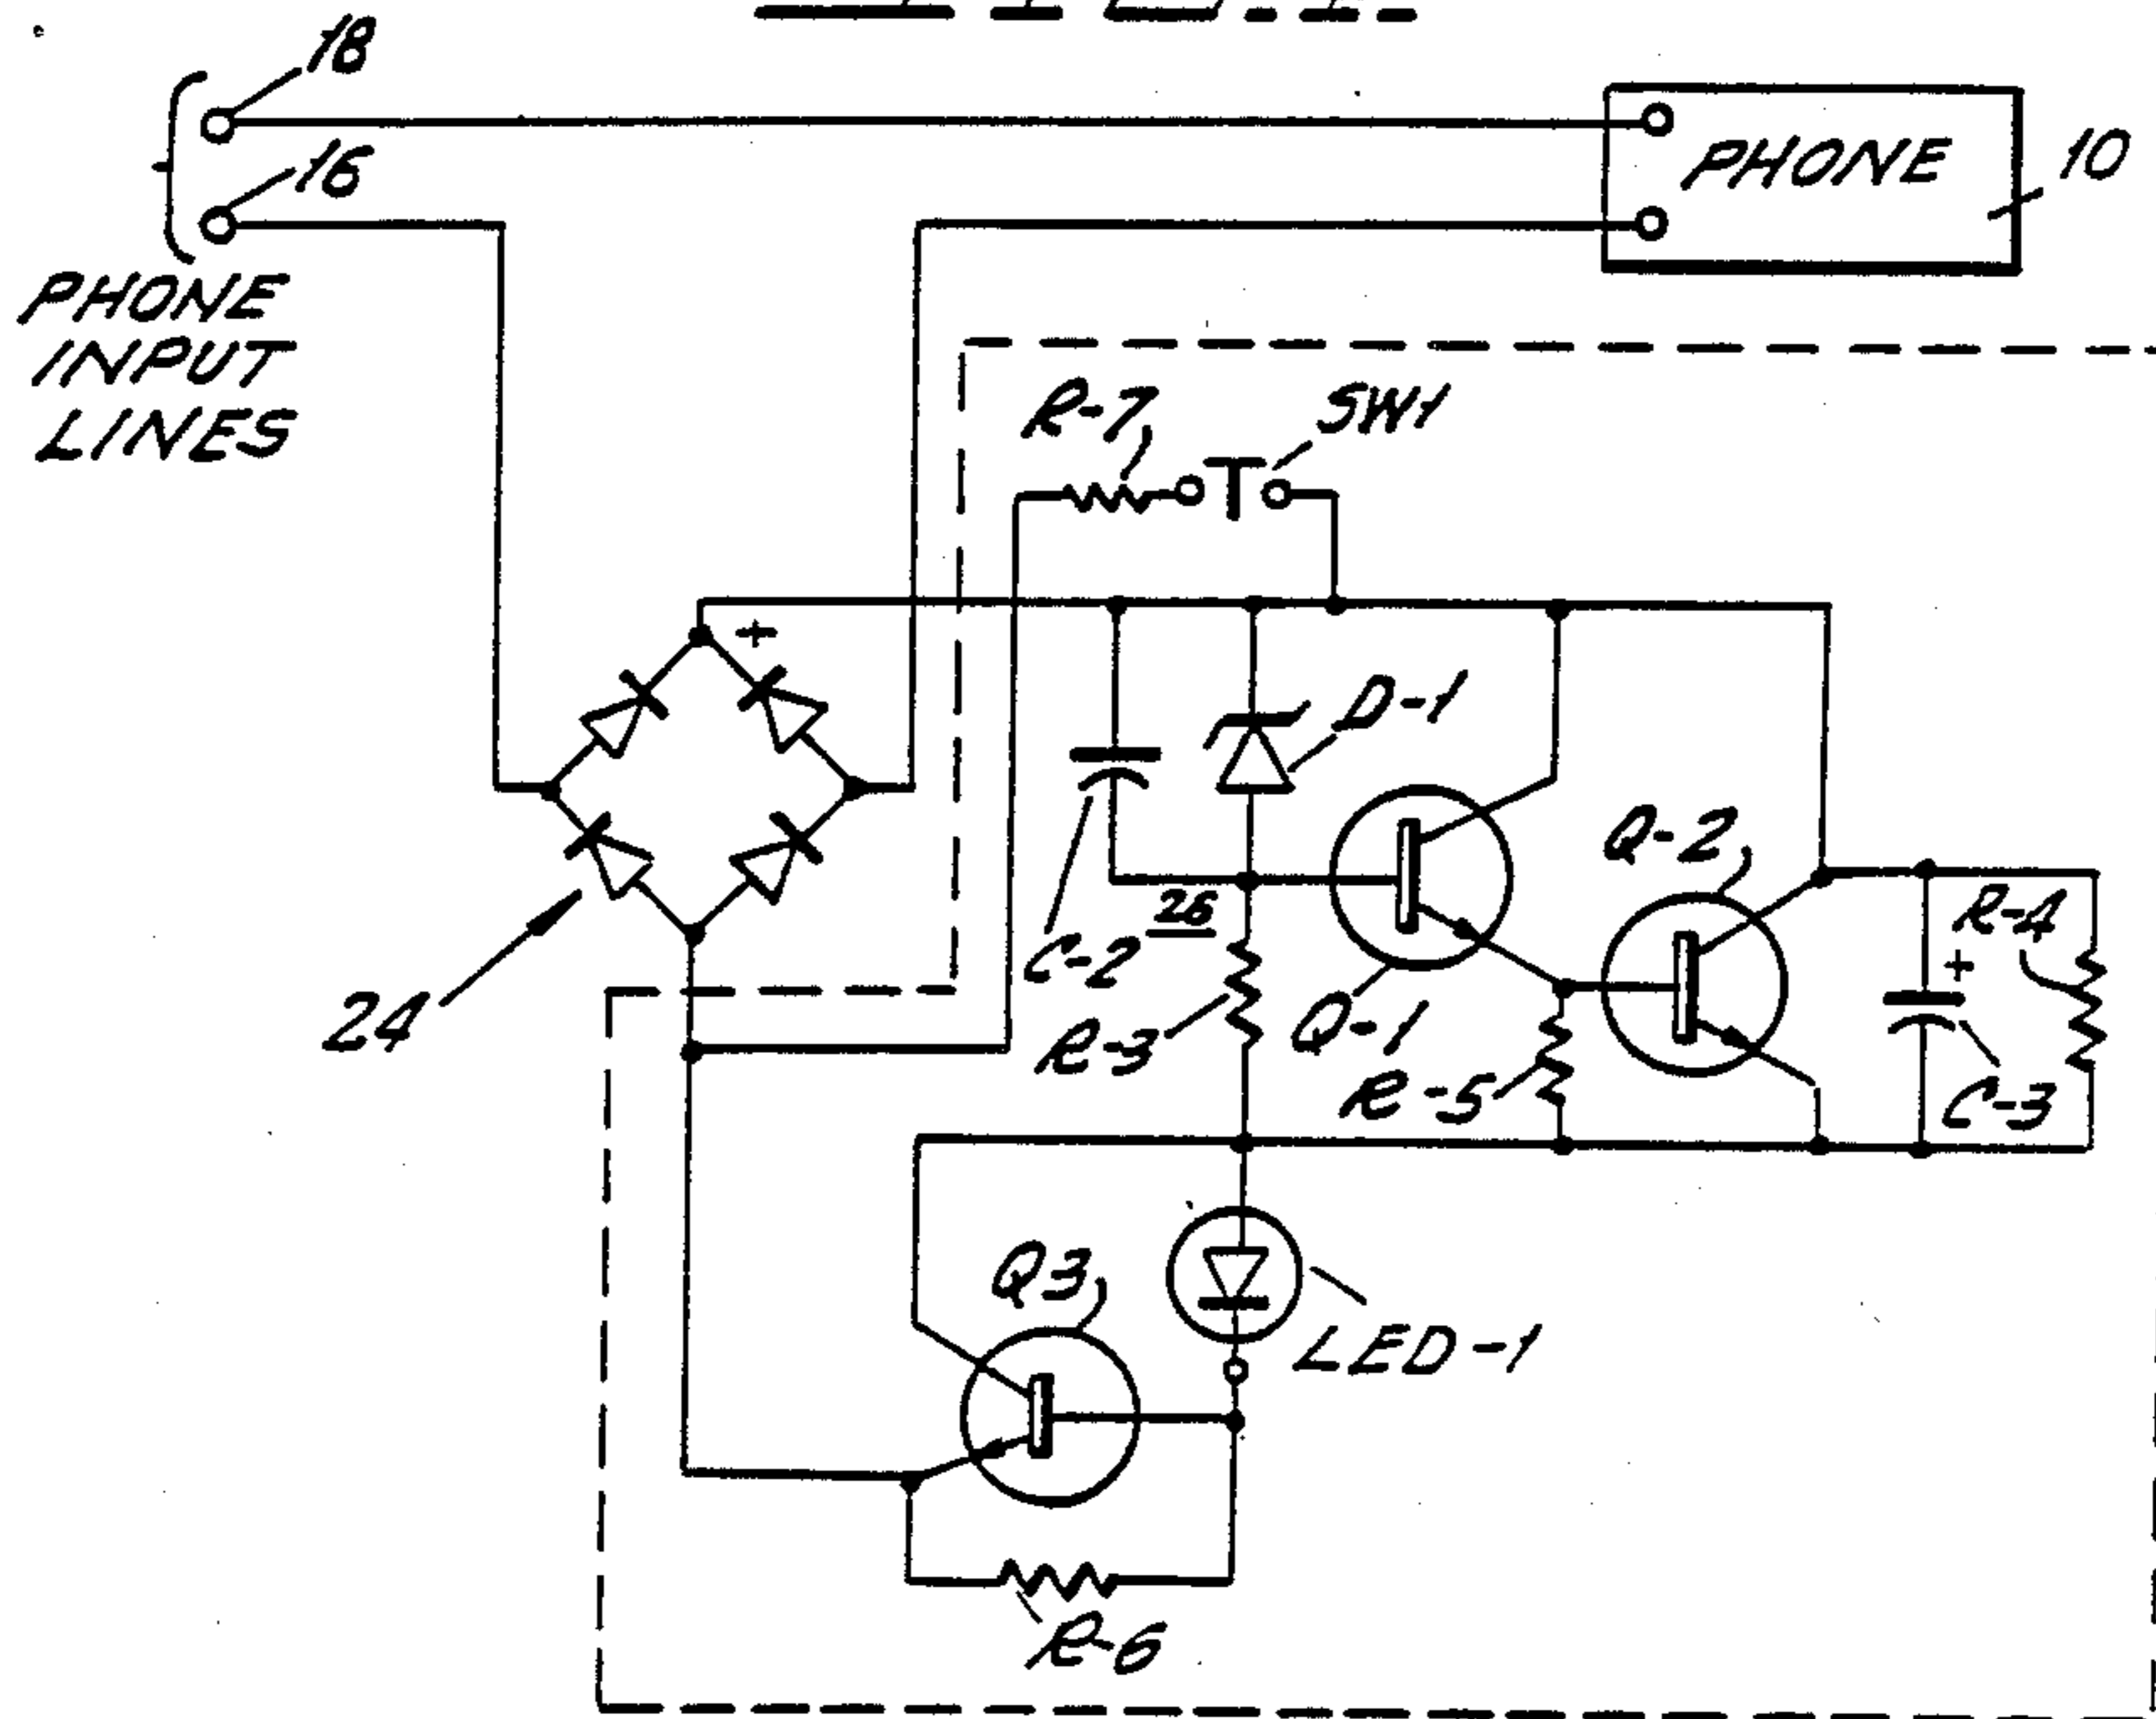 18
16
PHONE
10
PHONE
INPUT
LINES
R-7
SW1
+
D-1
Q-2
26
R-4
C-2
+
24
R-3
Q-1
R-5
C-3
Q3
LED-1
R-6